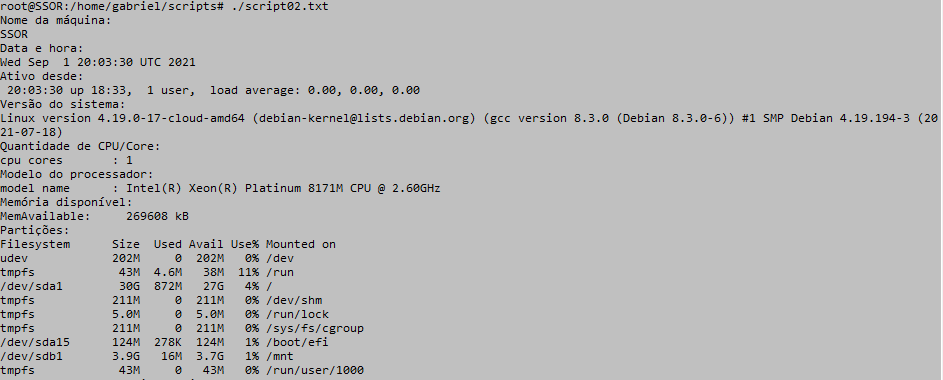 root@SSOR:/home/gabriel/scripts# ./script02.txt
Nome da máquina:
SSOR
Data e hora:
Wed Sep  1 20:03:30 UTC 2021
Ativo desde:
 20:03:30 up 18:33,  1 user,  load average: 0.00, 0.00, 0.00
Versão do sistema:
Linux version 4.19.0-17-cloud-amd64 (debian-kernel@lists.debian.org) (gcc version 8.3.0 (Debian 8.3.0-6)) #1 SMP Debian 4.19.194-3 (20
21-07-18)
Quantidade de CPU/Core:
cpu cores       : 1
Modelo do processador:
model name      : Intel(R) Xeon(R) Platinum 8171M CPU @ 2.60GHz
Memória disponível:
MemAvailable:     269608 kB
Partições:
Filesystem      Size  Used Avail Use% Mounted on
udev            202M     0  202M   0% /dev
tmpfs            43M  4.6M   38M  11% /run
/dev/sda1        30G  872M   27G   4% /
tmpfs           211M     0  211M   0% /dev/shm
tmpfs           5.0M     0  5.0M   0% /run/lock
tmpfs           211M     0  211M   0% /sys/fs/cgroup
/dev/sda15      124M  278K  124M   1% /boot/efi
/dev/sdb1       3.9G   16M  3.7G   1% /mnt
tmpfs            43M     0   43M   0% /run/user/1000